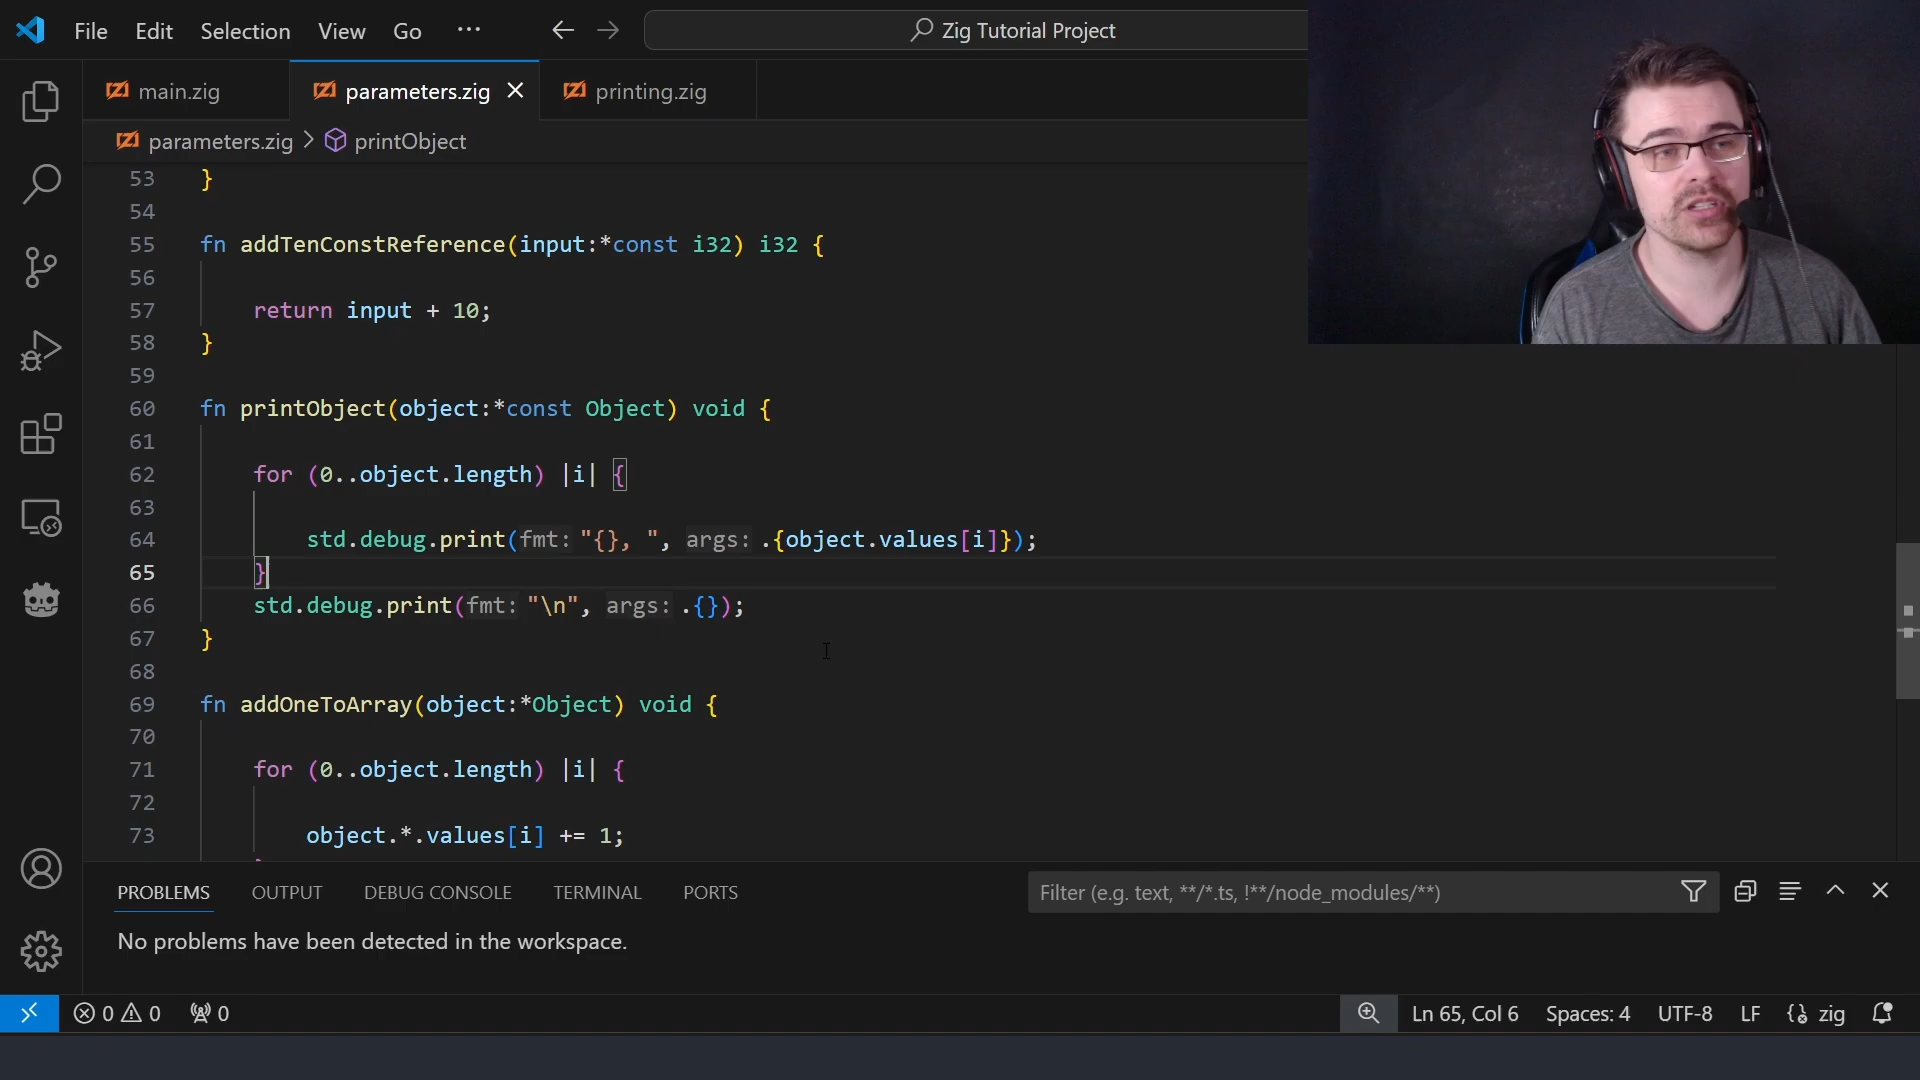 File Edit Selection View Go ··· Zig Tutorial Project
main.zig parameters.zig printing.zig
parameters.zig > printObject
53 }
54
55 fn addTenConstReference(input:*const i32) i32 {
56
57 return input + 10;
58 }
59
60 fn printObject(object:*const Object) void {
61
62 for (0..object.length) |i| {
63
64 std.debug.print(fmt: "{}, ", args: .{object.values[i]});
65 }
66 std.debug.print(fmt: "\n", args: .{});
67 }
68
69 fn addOneToArray(object:*Object) void {
70
71 for (0..object.length) |i| {
72
73 object.*.values[i] += 1;
PROBLEMS OUTPUT DEBUG CONSOLE TERMINAL PORTS Filter (e.g. text, **/*.ts, !**/node_modules/**)
No problems have been detected in the workspace.
0 0 0 Ln 65, Col 6 Spaces: 4 UTF-8 LF zig